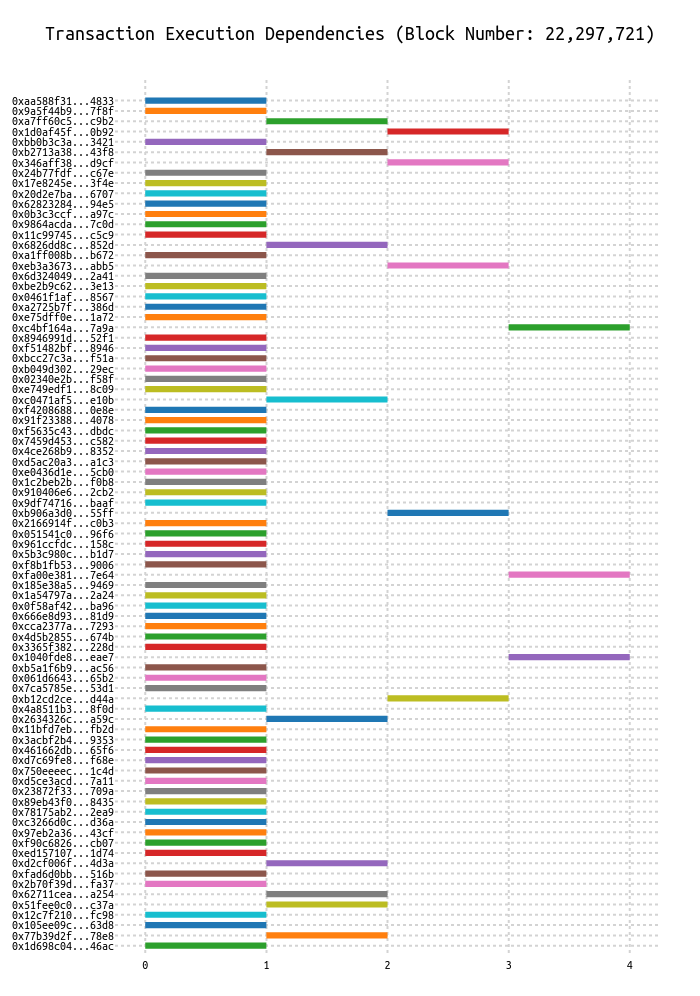 Transaction Execution Dependencies (Block Number: 22,297,721)
0xaa588f31...4833
0x9a5f44b9...7f8f
0xa7ff60c5...c9b2
0x1d0af45f...0b92
0xbb0b3c3a...3421
0xb2713a38...43f8
0x346aff38...d9cf
0x24b77fdf...c67e
0x17e8245e...3f4e
0x20d2e7ba...6707
0x62823284...94e5
0x0b3c3ccf...a97c
0x9864acda...7c0d
0x11c99745...c5c9
0x6826dd8c...852d
0xa1ff008b...b672
0xeb3a3673...abb5
0x6d324049...2a41
0xbe2b9c62...3e13
0x0461f1af...8567
0xa2725b7f...386d
0xe75dff0e...1a72
0xc4bf164a...7a9a
0x8946991d...52f1
0xf51482bf...8946
0xbcc27c3a...f51a
0xb049d302...29ec
0x02340e2b...f58f
0xe749edf1...8c09
0xc0471af5...e10b
0xf4208688...0e8e
0x91f23388...4078
0xf5635c43...dbdc
0x7459d453...c582
0x4ce268b9...8352
0xd5ac20a3...a1c3
0xe0436d1e...5cb0
0x1c2beb2b...f0b8
0x910406e6...2cb2
0x9df74716...baaf
0xb906a3d0...55ff
0x2166914f...c0b3
0x051541c0...96f6
0x961ccfdc...158c
0x5b3c980c...b1d7
0xf8b1fb53...9006
0xfa00e381...7e64
0x185e38a5...9469
0x1a54797a...2a24
0x0f58af42...ba96
0x666e8d93...81d9
0xcca2377a...7293
0x4d5b2855...674b
0x3365f382...228d
0x1040fde8...eae7
0xb5a1f6b9...ac56
0x061d6643...65b2
0x7ca5785e...53d1
0xb12cd2ce...d44a
0x4a8511b3...8f0d
0x2634326c...a59c
0x11bfd7eb...fb2d
0x3acbf2b4...9353
0x461662db...65f6
0xd7c69fe8...f68e
0x750eeeec...1c4d
0xd5ce3acd...7a11
0x23872f33...709a
0x89eb43f0...8435
0x78175ab2...2ea9
0xc3266d0c...d36a
0x97eb2a36...43cf
0xf90c6826...cb07
0xed157107...1d74
0xd2cf006f...4d3a
0xfad6d0bb...516b
0x2b70f39d...fa37
0x62711cea...a254
0x51fee0c0...c37a
0x12c7f210...fc98
0x105ee09c...63d8
0x77b39d2f...78e8
0x1d698c04...46ac
0 1 2 3 4